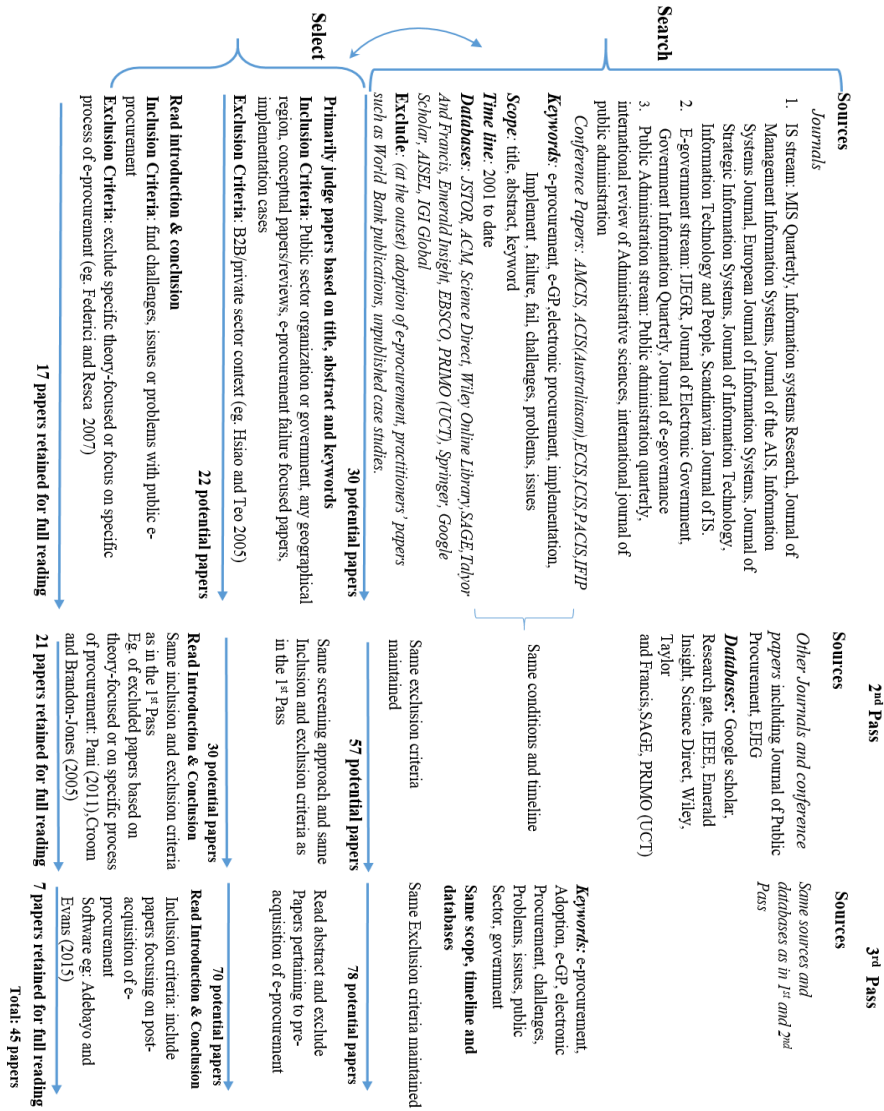 Search
Select
Sources
Journals
1. IS stream: MIS Quarterly, Information systems Research, Journal of
Management Information Systems, Journal of the AIS, Information
Systems Journal, European Journal of Information Systems, Journal of
Strategic Information Systems, Journal of Information Technology,
Information Technology and People, Scandinavian Journal of IS.
2. E-government stream: IJEGR, Journal of Electronic Government,
Government Information Quarterly, Journal of e-governance
3. Public Administration stream: Public administration quarterly,
international review of Administrative sciences, international journal of
public administration
Conference Papers: AMCIS, ACIS(Australiasan),ECIS,ICIS,PACIS,IFIP
Keywords: e-procurement, e-GP,electronic procurement, implementation,
Implement , failure, fail, challenges, problems, issues
Scope: title, abstract, keyword
Time line: 2001 to date
Databases: JSTOR, ACM, Science Direct, Wiley Online Library,SAGE,Talyor
And Francis, Emerald Insight, EBSCO, PRIMO (UCT), Springer, Google
Scholar, AISEL, IGI Global
Exclude: (at the outset) adoption of e-procurement, practitioners' papers
such as World Bank publications, unpublished case studies.
30 potential papers
Primarily judge papers based on title, abstract and keywords
Inclusion Criteria: Public sector organization or government, any geographical
region, conceptual papers/reviews, e-procurement failure focused papers,
implementation cases
Exclusion Criteria: B2B/private sector context (eg. Hsiao and Teo 2005)
22 potential papers
Read introduction & conclusion
Inclusion Criteria: find challenges, issues or problems with public e-
procurement
Exclusion Criteria: exclude specific theory-focused or focus on specific
process of e-procurement (eg. Federici and Resca  2007)
17 papers retained for full reading
2nd Pass
Sources
Other Journals and conference
papers including Journal of Public
Procurement, EJEG
Databases: Google scholar,
Research gate, IEEE, Emerald
Insight, Science Direct, Wiley,
Taylor
and Francis,SAGE, PRIMO (UCT)
Same conditions and timeline
Same exclusion criteria
maintained
57 potential papers
Same screening approach and same
Inclusion and exclusion criteria as
in the 1st Pass
30 potential papers
Read Introduction & Conclusion
Same inclusion and exclusion criteria
as in the 1st Pass
Eg. of excluded papers based on
theory-focused or on specific process
of procurement: Pani (2011),Croom
and Brandon-Jones (2005)
21 papers retained for full reading
3rd Pass
Sources
Same sources and
databases as in 1st and 2nd
Pass
Keywords: e-procurement,
Adoption, e-GP, electronic
Procurement, challenges,
Problems, issues, public
Sector, government
Same scope, timeline and
databases
Same Exclusion criteria maintained
78 potential papers
Read abstract and exclude
Papers pertaining to pre-
acquisition of e-procurement
70 potential papers
Read Introduction & Conclusion
Inclusion criteria: include
papers focusing on post-
acquisition of e-
procurement
Software eg: Adebayo and
Evans (2015)
7 papers retained for full reading
Total: 45 papers